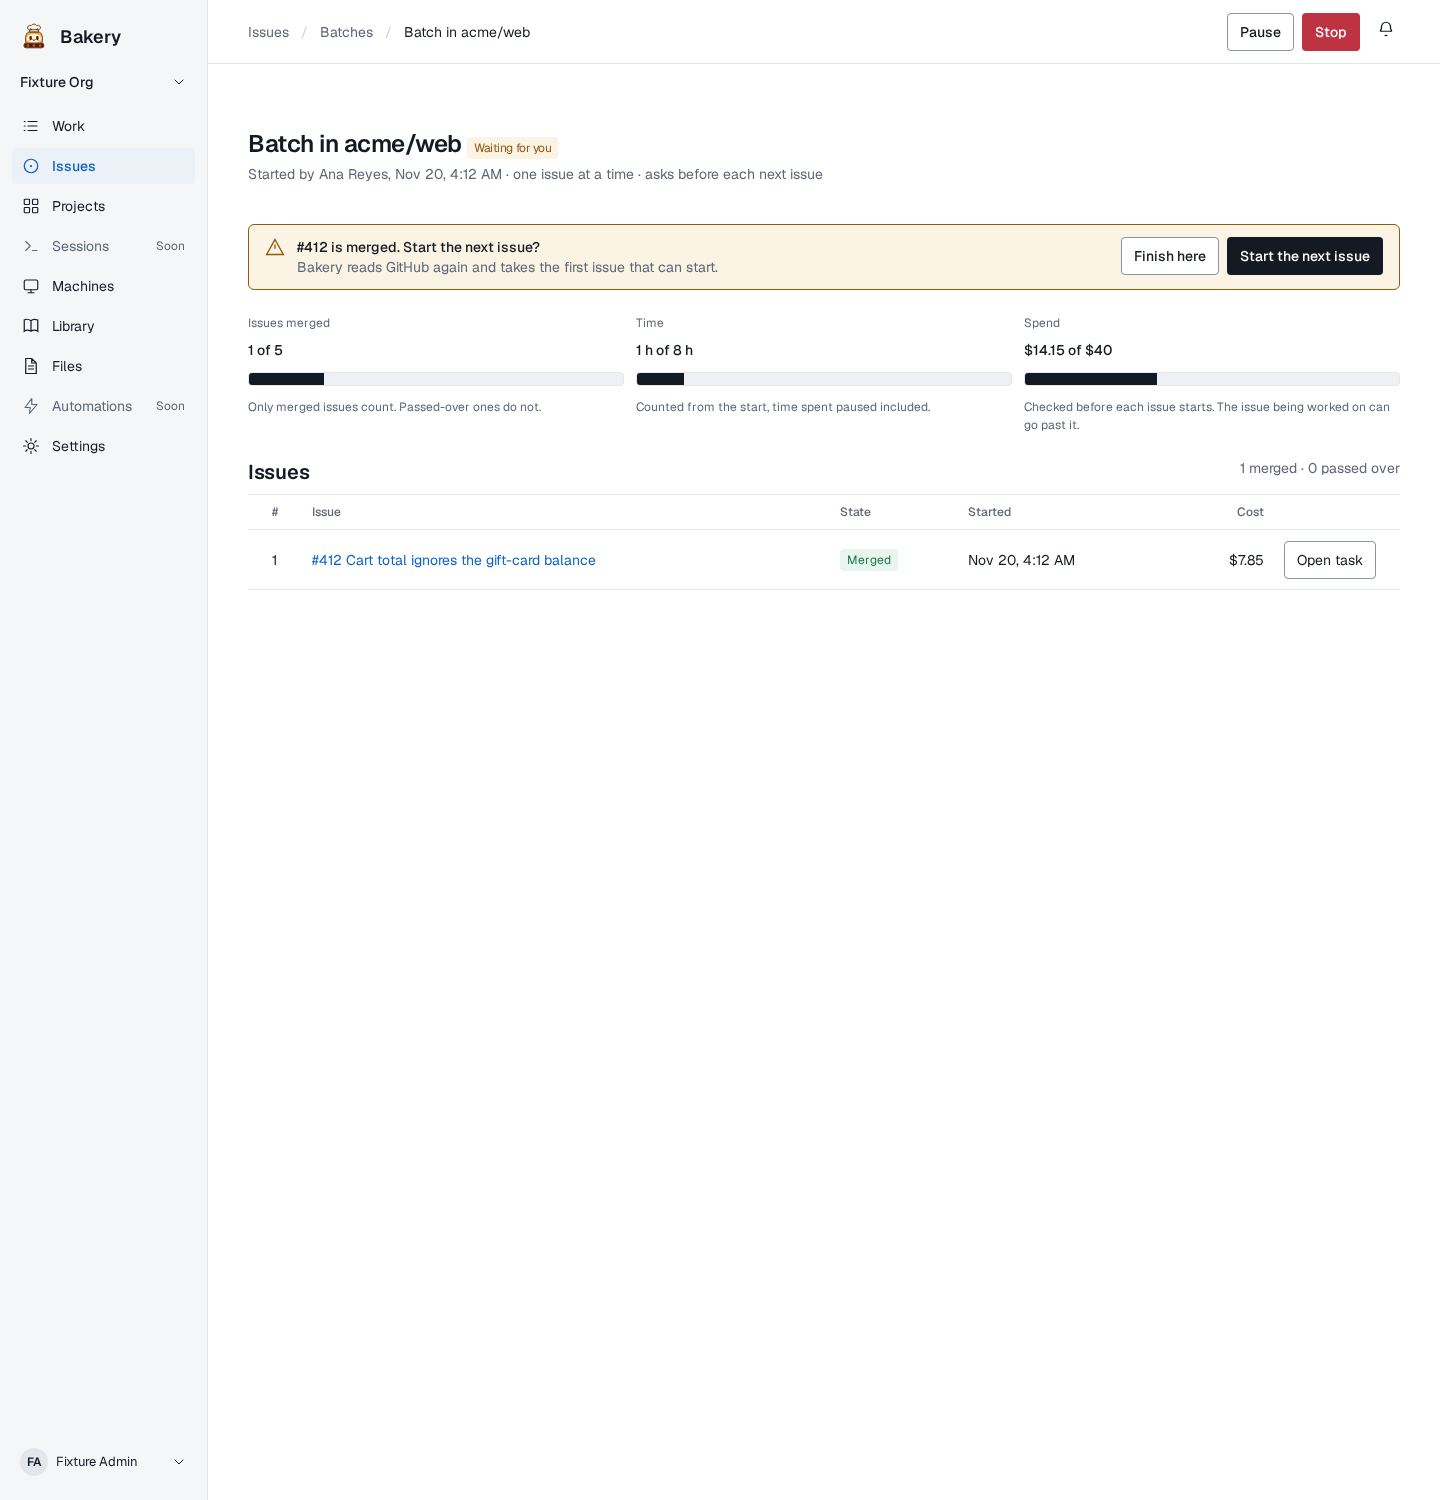 Bakery
Fixture Org
Work
Issues
Projects
Sessions Soon
Machines
Library
Files
Automations Soon
Settings
FA Fixture Admin
Issues / Batches / Batch in acme/web
Pause
Stop
Batch in acme/web Waiting for you
Started by Ana Reyes, Nov 20, 4:12 AM · one issue at a time · asks before each next issue
#412 is merged. Start the next issue?
Bakery reads GitHub again and takes the first issue that can start.
Finish here
Start the next issue
Issues merged
1 of 5
Only merged issues count. Passed-over ones do not.
Time
1 h of 8 h
Counted from the start, time spent paused included.
Spend
$14.15 of $40
Checked before each issue starts. The issue being worked on can
go past it.
Issues
1 merged · 0 passed over
# Issue State Started Cost
1 #412 Cart total ignores the gift-card balance Merged Nov 20, 4:12 AM $7.85 Open task